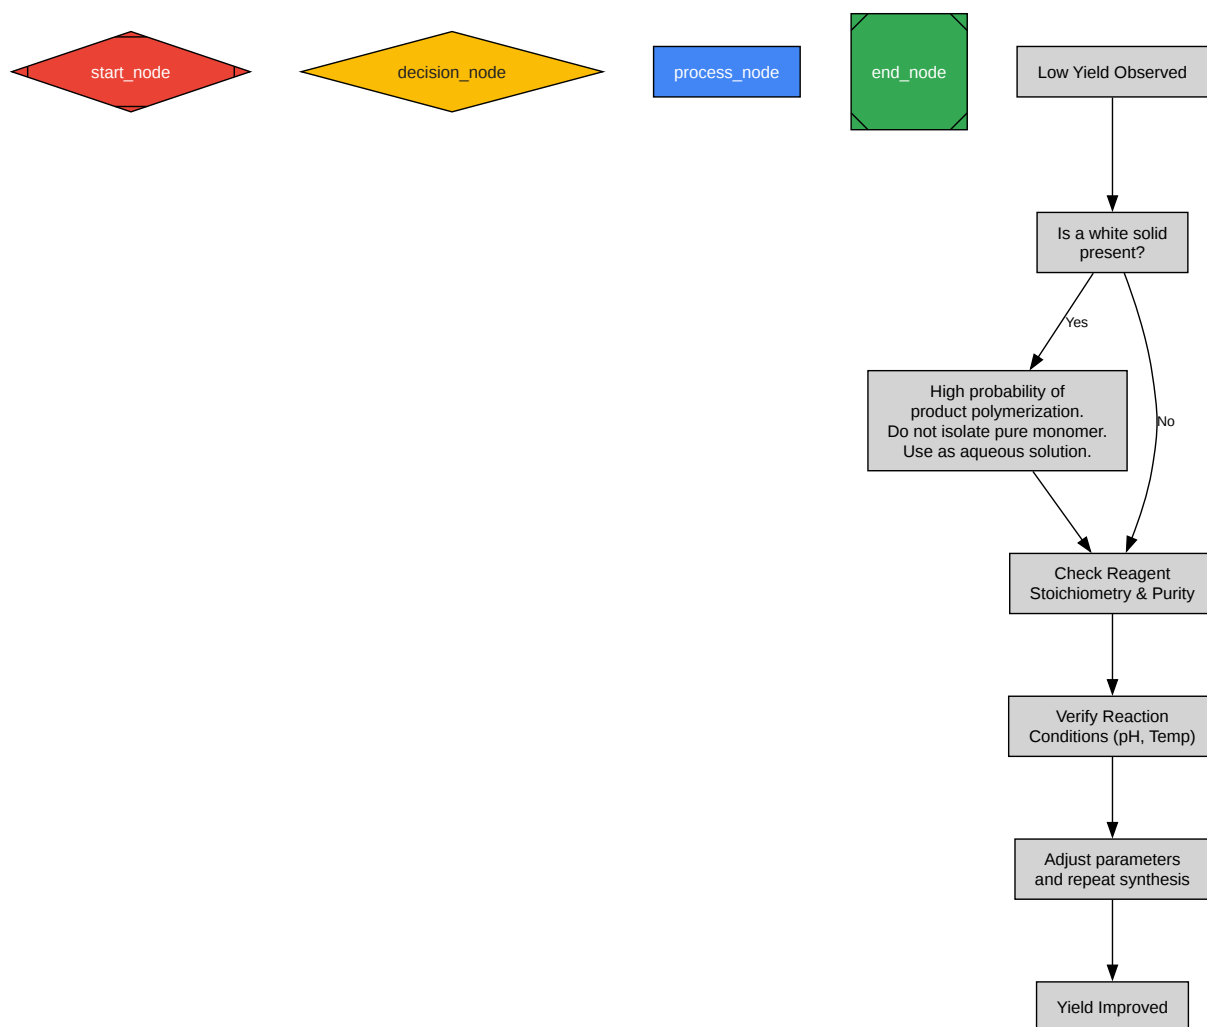 start_node
decision_node
process_node
end_node
Low Yield Observed
Is a white solid
present?
Yes
High probability of
product polymerization.
Do not isolate pure monomer.
Use as aqueous solution.
No
Check Reagent
Stoichiometry & Purity
Verify Reaction
Conditions (pH, Temp)
Adjust parameters
and repeat synthesis
Yield Improved